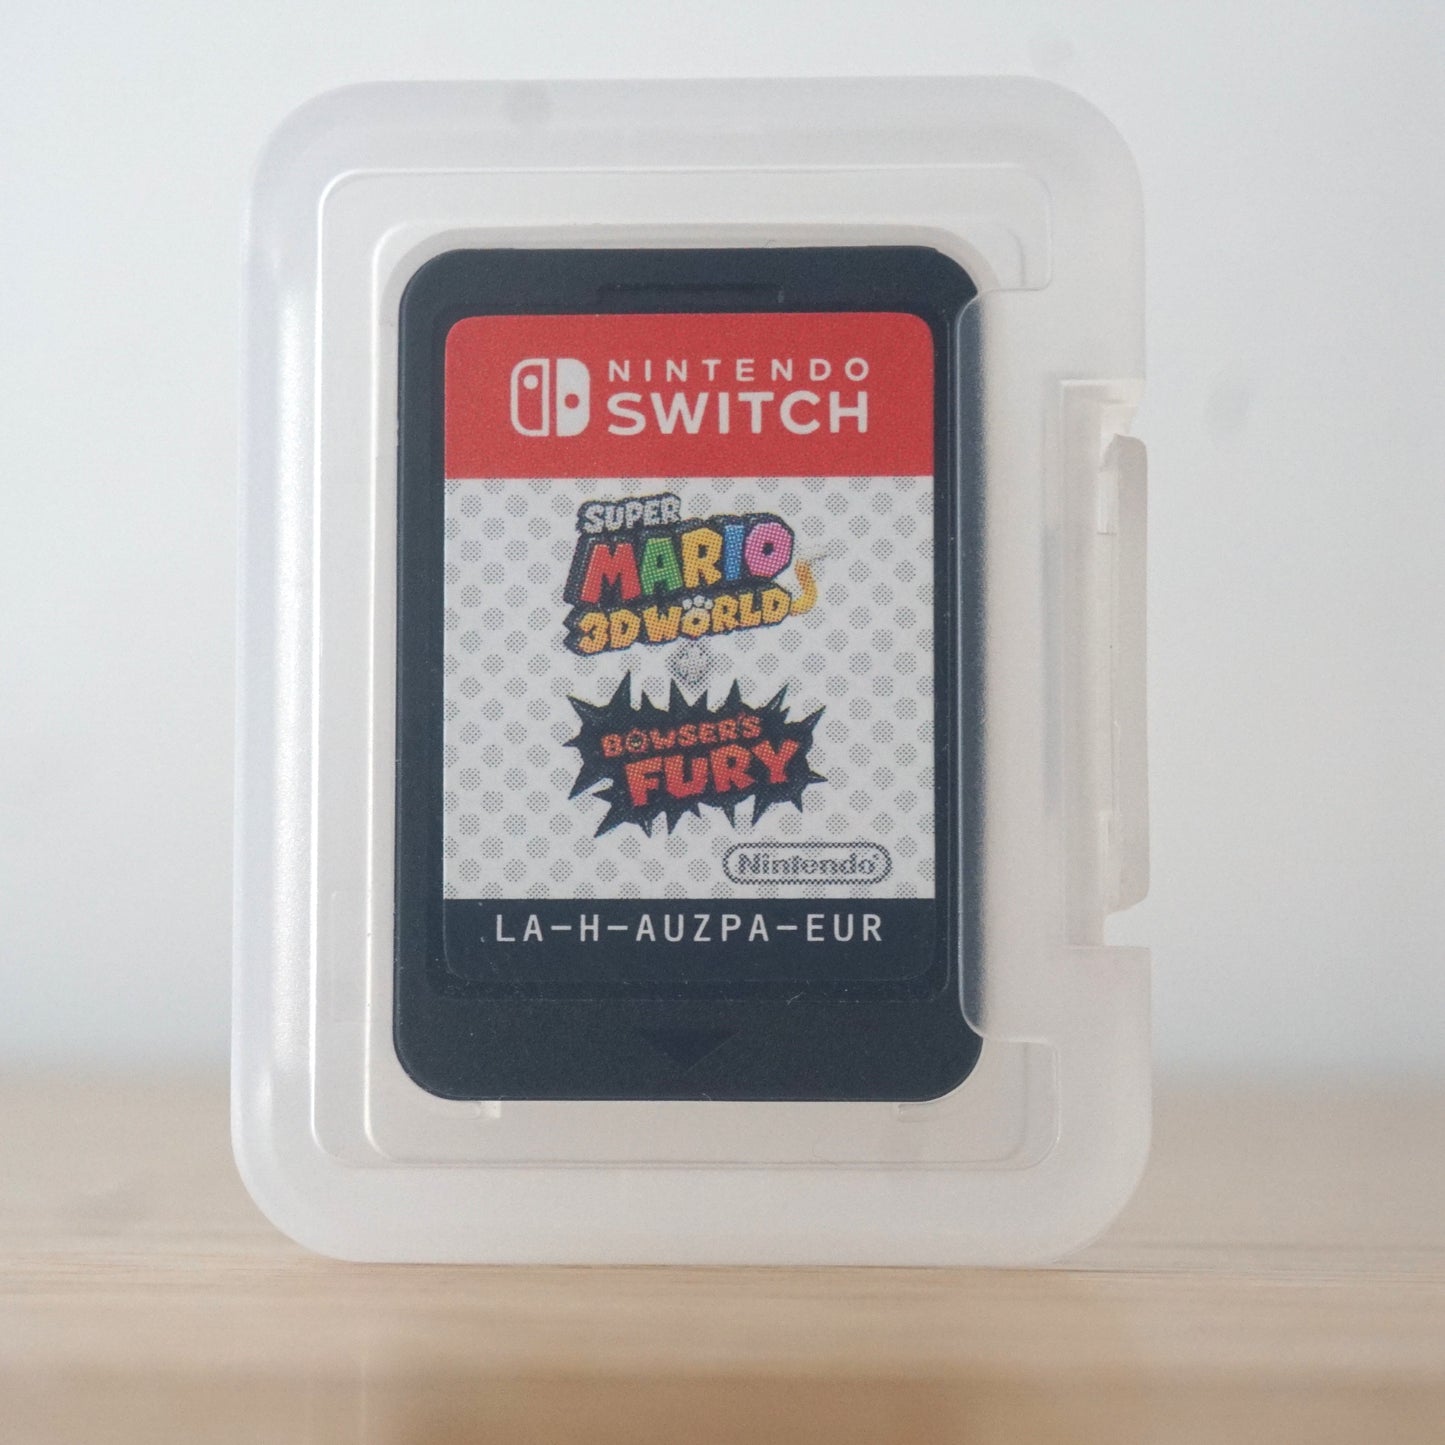 NINTENDO
SWITCH
SUPER
MARIO
3D WORLD
+
BOWSER'S
FURY
Nintendo®
LA-H-AUZPA-EUR